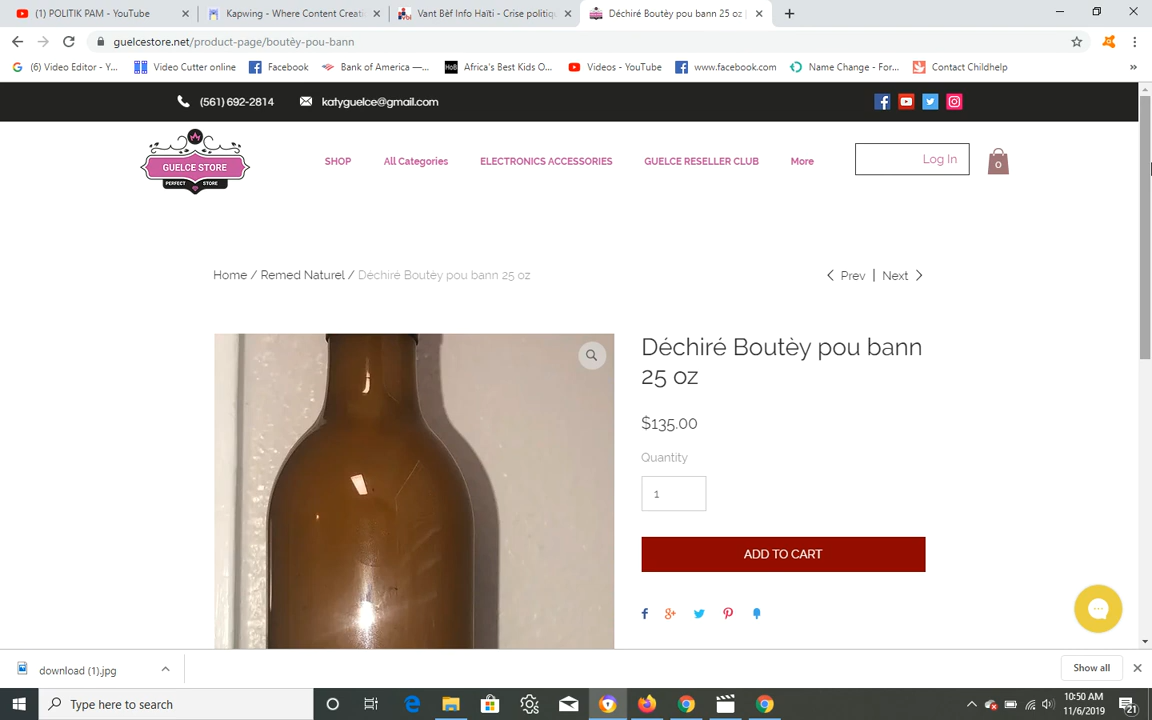 (1) POLITIK PAM - YouTube
Kapwing - Where Content Creati
Vant Bèf Info Haïti - Crise politiqu
Déchiré Boutèy pou bann 25 oz |
guelcestore.net/product-page/boutèy-pou-bann
(6) Video Editor - Y...
Video Cutter online
Facebook
Bank of America —...
HoB
Africa's Best Kids O...
Videos - YouTube
www.facebook.com
Name Change - For...
Contact Childhelp
»
(561) 692-2814
katyguelce@gmail.com
GUELCE STORE
PERFECT STORE
SHOP
All Categories
ELECTRONICS ACCESSORIES
GUELCE RESELLER CLUB
More
Log In
0
Home / Remed Naturel / Déchiré Boutèy pou bann 25 oz
Prev | Next
Déchiré Boutèy pou bann
25 oz
$135.00
Quantity
1
ADD TO CART
download (1).jpg
Show all
Type here to search
10:50 AM
11/6/2019
21